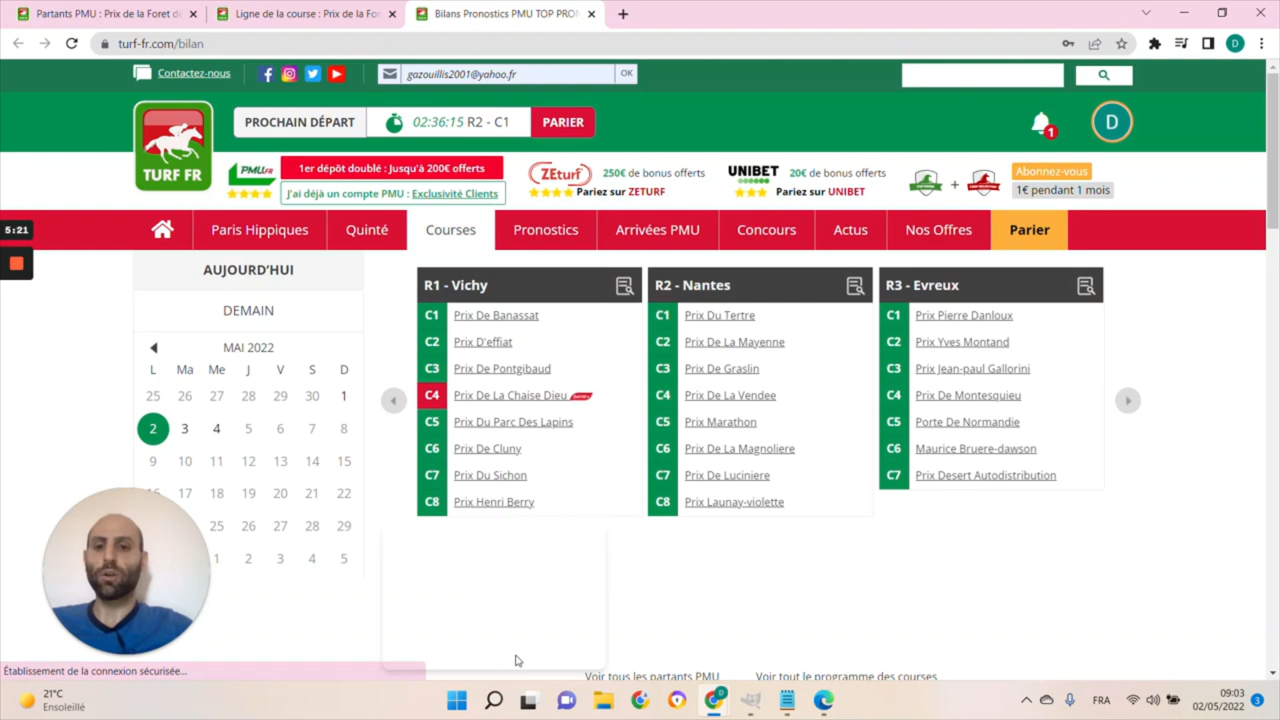 Partants PMU : Prix de la Foret d
Ligne de la course : Prix de la For
Bilans Pronostics PMU TOP PRON
turf-fr.com/bilan
D
Contactez-nous
gazouillis2001@yahoo.fr
OK
TURF FR
PROCHAIN DÉPART
02:36:15 R2 - C1
PARIER
1
D
PMU.fr
1er dépôt doublé : Jusqu'à 200€ offerts
J'ai déjà un compte PMU : Exclusivité Clients
ZEturf
250€ de bonus offerts
Pariez sur ZETURF
UNIBET
20€ de bonus offerts
Pariez sur UNIBET
+
Abonnez-vous
1€ pendant 1 mois
5:21
Paris Hippiques
Quinté
Courses
Pronostics
Arrivées PMU
Concours
Actus
Nos Offres
Parier
AUJOURD'HUI
DEMAIN
MAI 2022
L Ma Me J V S D
25 26 27 28 29 30 1
2 3 4 5 6 7 8
9 10 11 12 13 14 15
17 18 19 20 21 22
25 26 27 28 29
1 2 3 4 5
R1 - Vichy
C1 Prix De Banassat
C2 Prix D'effiat
C3 Prix De Pontgibaud
C4 Prix De La Chaise Dieu
C5 Prix Du Parc Des Lapins
C6 Prix De Cluny
C7 Prix Du Sichon
C8 Prix Henri Berry
R2 - Nantes
C1 Prix Du Tertre
C2 Prix De La Mayenne
C3 Prix De Graslin
C4 Prix De La Vendee
C5 Prix Marathon
C6 Prix De La Magnoliere
C7 Prix De Luciniere
C8 Prix Launay-violette
R3 - Evreux
C1 Prix Pierre Danloux
C2 Prix Yves Montand
C3 Prix Jean-paul Gallorini
C4 Prix De Montesquieu
C5 Porte De Normandie
C6 Maurice Bruere-dawson
C7 Prix Desert Autodistribution
Voir tous les partants PMU
Voir tout le programme des courses
Établissement de la connexion sécurisée...
21°C
Ensoleillé
D
FRA
09:03
02/05/2022
3